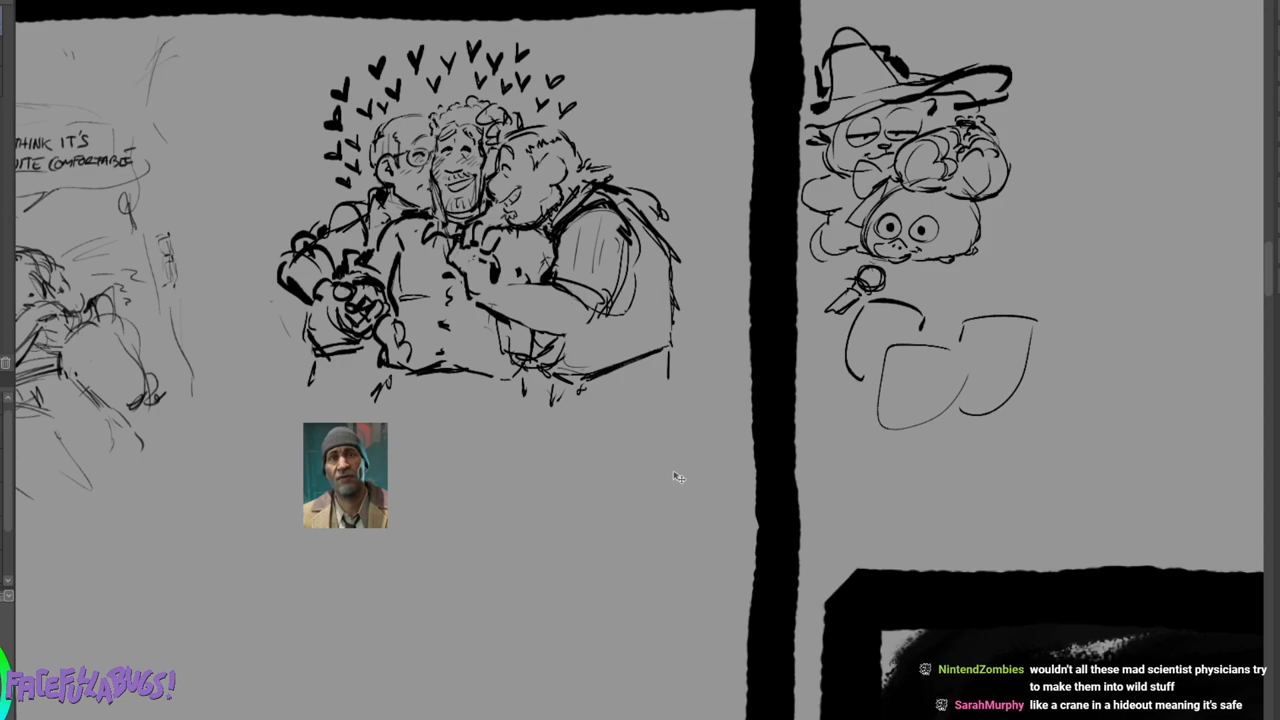 THINK IT'S
QUITE COMFORTABLE
FACEFULLABUGS!
NintendZombies wouldn't all these mad scientist physicians try
to make them into wild stuff
SarahMurphy like a crane in a hideout meaning it's safe